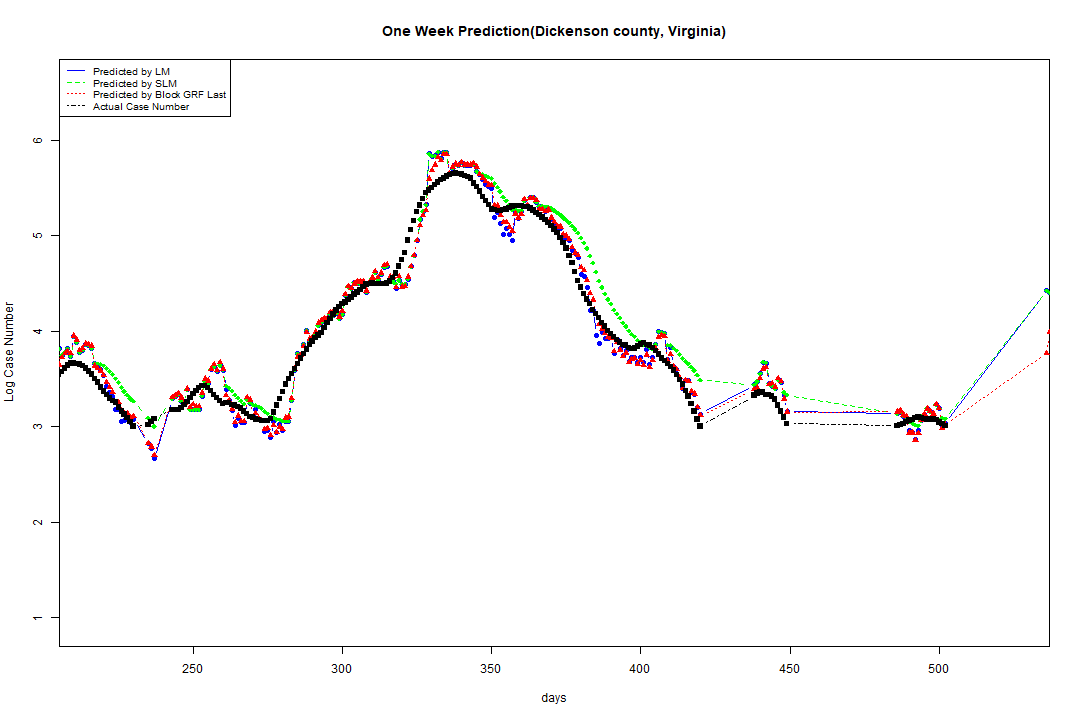 One Week Prediction(Dickenson county, Virginia)
Predicted by LM
Predicted by SLM
Predicted by Block GRF Last
Actual Case Number
Log Case Number
6
5
4
3
2
1
250 300 350 400 450 500
days